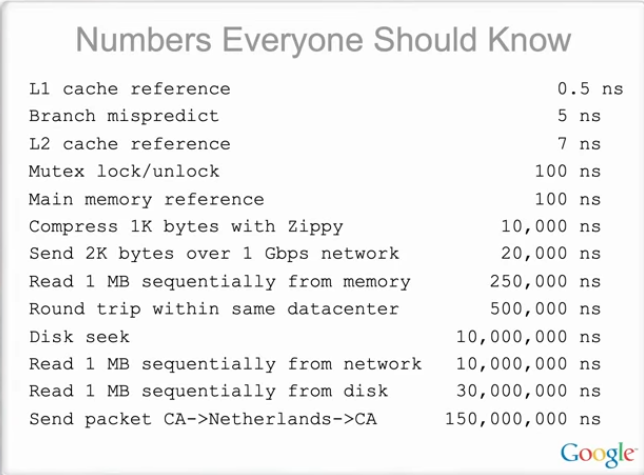 Numbers Everyone Should Know
L1 cache reference 0.5 ns
Branch mispredict 5 ns
L2 cache reference 7 ns
Mutex lock/unlock 100 ns
Main memory reference 100 ns
Compress 1K bytes with Zippy 10,000 ns
Send 2K bytes over 1 Gbps network 20,000 ns
Read 1 MB sequentially from memory 250,000 ns
Round trip within same datacenter 500,000 ns
Disk seek 10,000,000 ns
Read 1 MB sequentially from network 10,000,000 ns
Read 1 MB sequentially from disk 30,000,000 ns
Send packet CA->Netherlands->CA 150,000,000 ns
Google